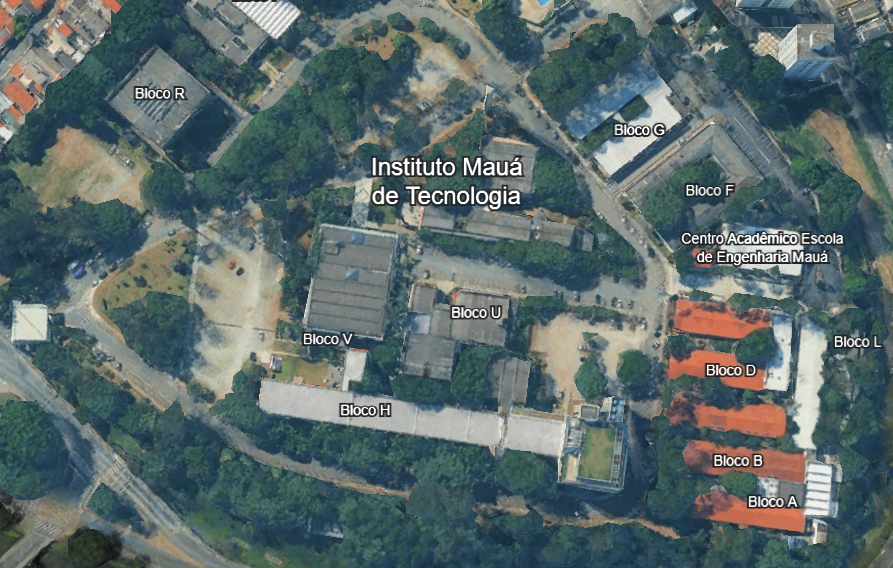 Bloco R
Bloco G
Instituto Mauá
de Tecnologia
Bloco F
Centro Acadêmico Escola
de Engenharia Mauá
Bloco U
Bloco V
Bloco L
Bloco D
Bloco H
Bloco B
Bloco A